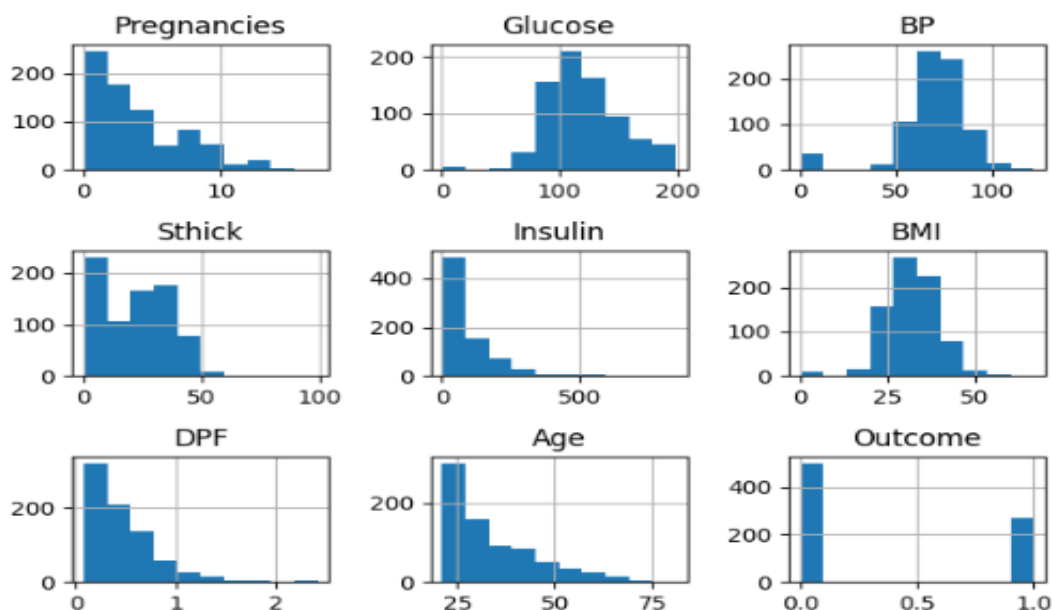 Pregnancies Glucose BP
200 200 200
100 100 100
0 0 0
0 10 0 100 200 0 50 100
Sthick Insulin BMI
200 400 200
100 200 100
0 0 0
0 50 100 0 500 0 25 50
DPF Age Outcome
200 200 400
200
0 0 0
0 1 2 25 50 75 0.0 0.5 1.0